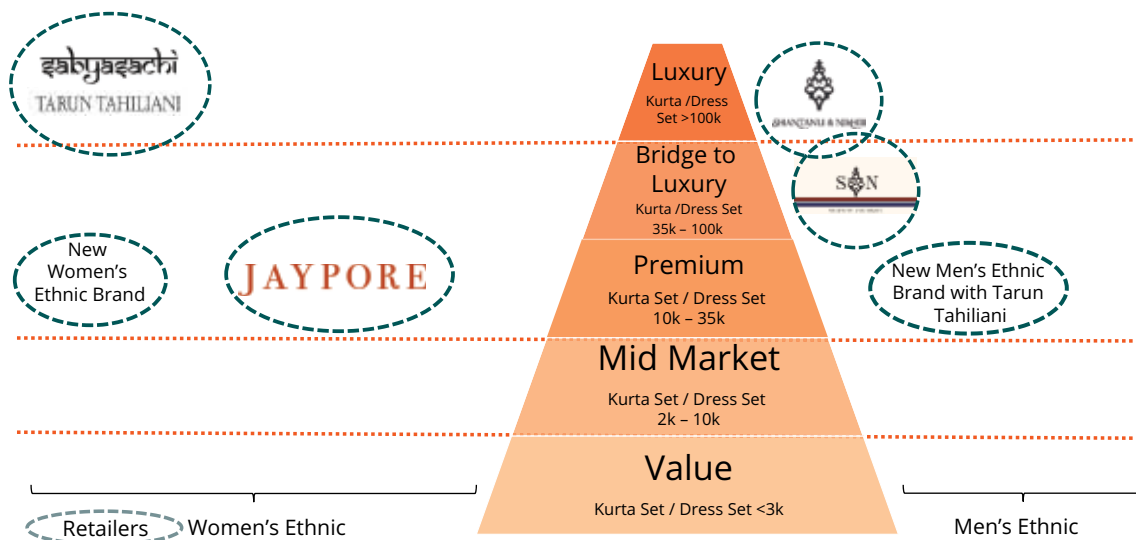 sabyasachi
TARUN TAHILIANI
Luxury
Kurta /Dress
Set >100k
SHANTANU & NIKHIL
Bridge to
Luxury
Kurta /Dress Set
35k – 100k
S N
New
Women's
Ethnic Brand
JAYPORE
Premium
Kurta Set / Dress Set
10k – 35k
New Men's Ethnic
Brand with Tarun
Tahiliani
Mid Market
Kurta Set / Dress Set
2k – 10k
Value
Kurta Set / Dress Set <3k
Retailers
Women's Ethnic
Men's Ethnic